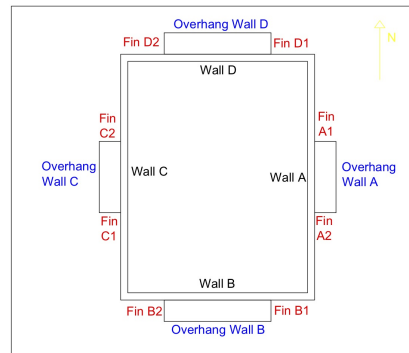 Overhang Wall D
Fin D2
Fin D1
N
Wall D
Fin
C2
Fin
A1
Overhang
Wall C
Wall C
Wall A
Overhang
Wall A
Fin
C1
Fin
A2
Wall B
Fin B2
Fin B1
Overhang Wall B